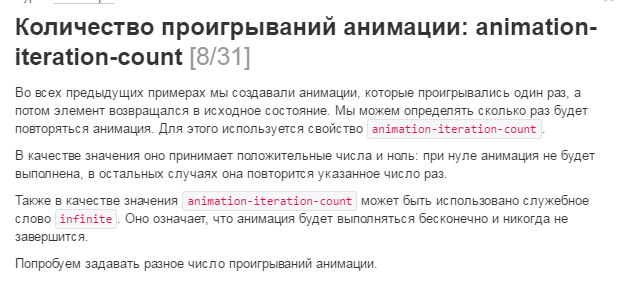 Количество проигрываний анимации: animation-
iteration-count [8/31]
Во всех предыдущих примерах мы создавали анимации, которые проигрывались один раз, а
потом элемент возвращался в исходное состояние. Мы можем определять сколько раз будет
повторяться анимация. Для этого используется свойство animation-iteration-count.
В качестве значения оно принимает положительные числа и ноль: при нуле анимация не будет
выполнена, в остальных случаях она повторится указанное число раз.
Также в качестве значения animation-iteration-count может быть использовано служебное
слово infinite. Оно означает, что анимация будет выполняться бесконечно и никогда не
завершится.
Попробуем задавать разное число проигрываний анимации.